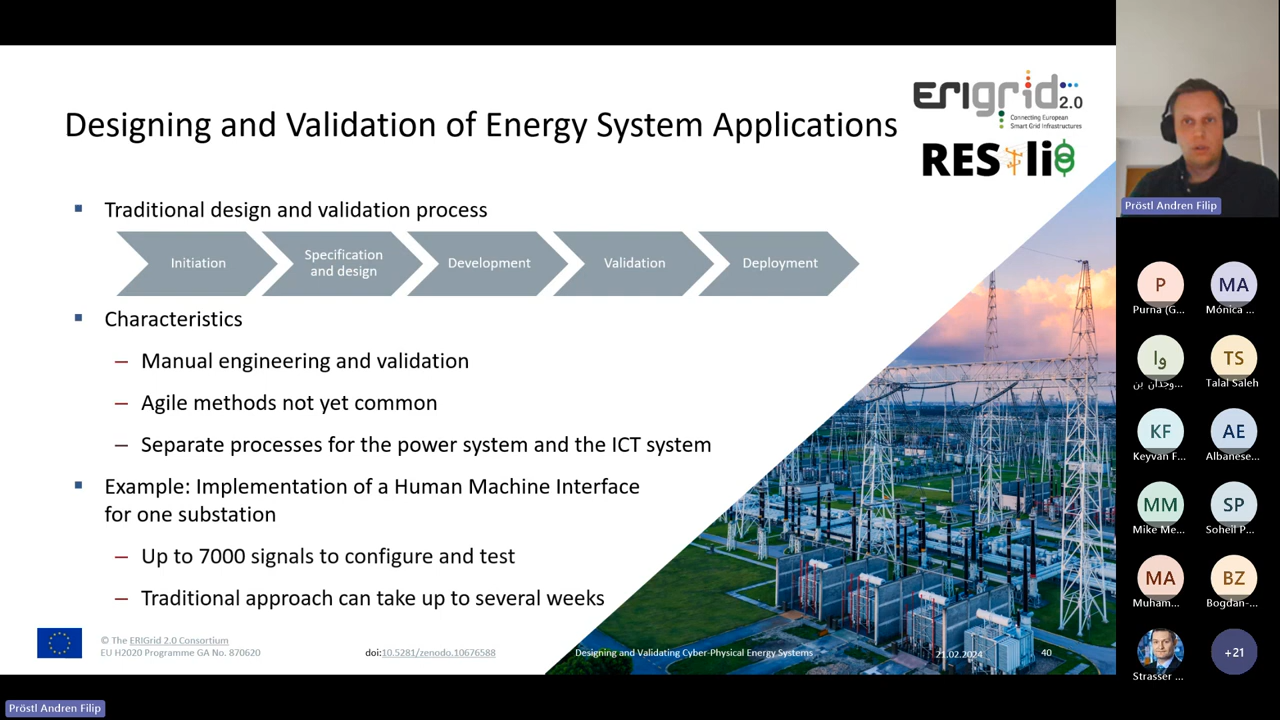 Designing and Validation of Energy System Applications
ERIgrid 2.0
Connecting European
Smart Grid Infrastructures
RESili8
Traditional design and validation process
Initiation
Specification
and design
Development
Validation
Deployment
Characteristics
– Manual engineering and validation
– Agile methods not yet common
– Separate processes for the power system and the ICT system
Example: Implementation of a Human Machine Interface
for one substation
– Up to 7000 signals to configure and test
– Traditional approach can take up to several weeks
© The ERIGrid 2.0 Consortium
EU H2020 Programme GA No. 870620
doi:10.5281/zenodo.10676588
Designing and Validating Cyber-Physical Energy Systems
21.02.2024
40
Pröstl Andren Filip
P
Purna (G...
MA
Mónica ...
وا
وجدان بن...
TS
Talal Saleh
KF
Keyvan F...
AE
Albanese...
MM
Mike Me...
SP
Soheil P...
MA
Muham...
BZ
Bogdan-...
Strasser ...
+21
Pröstl Andren Filip